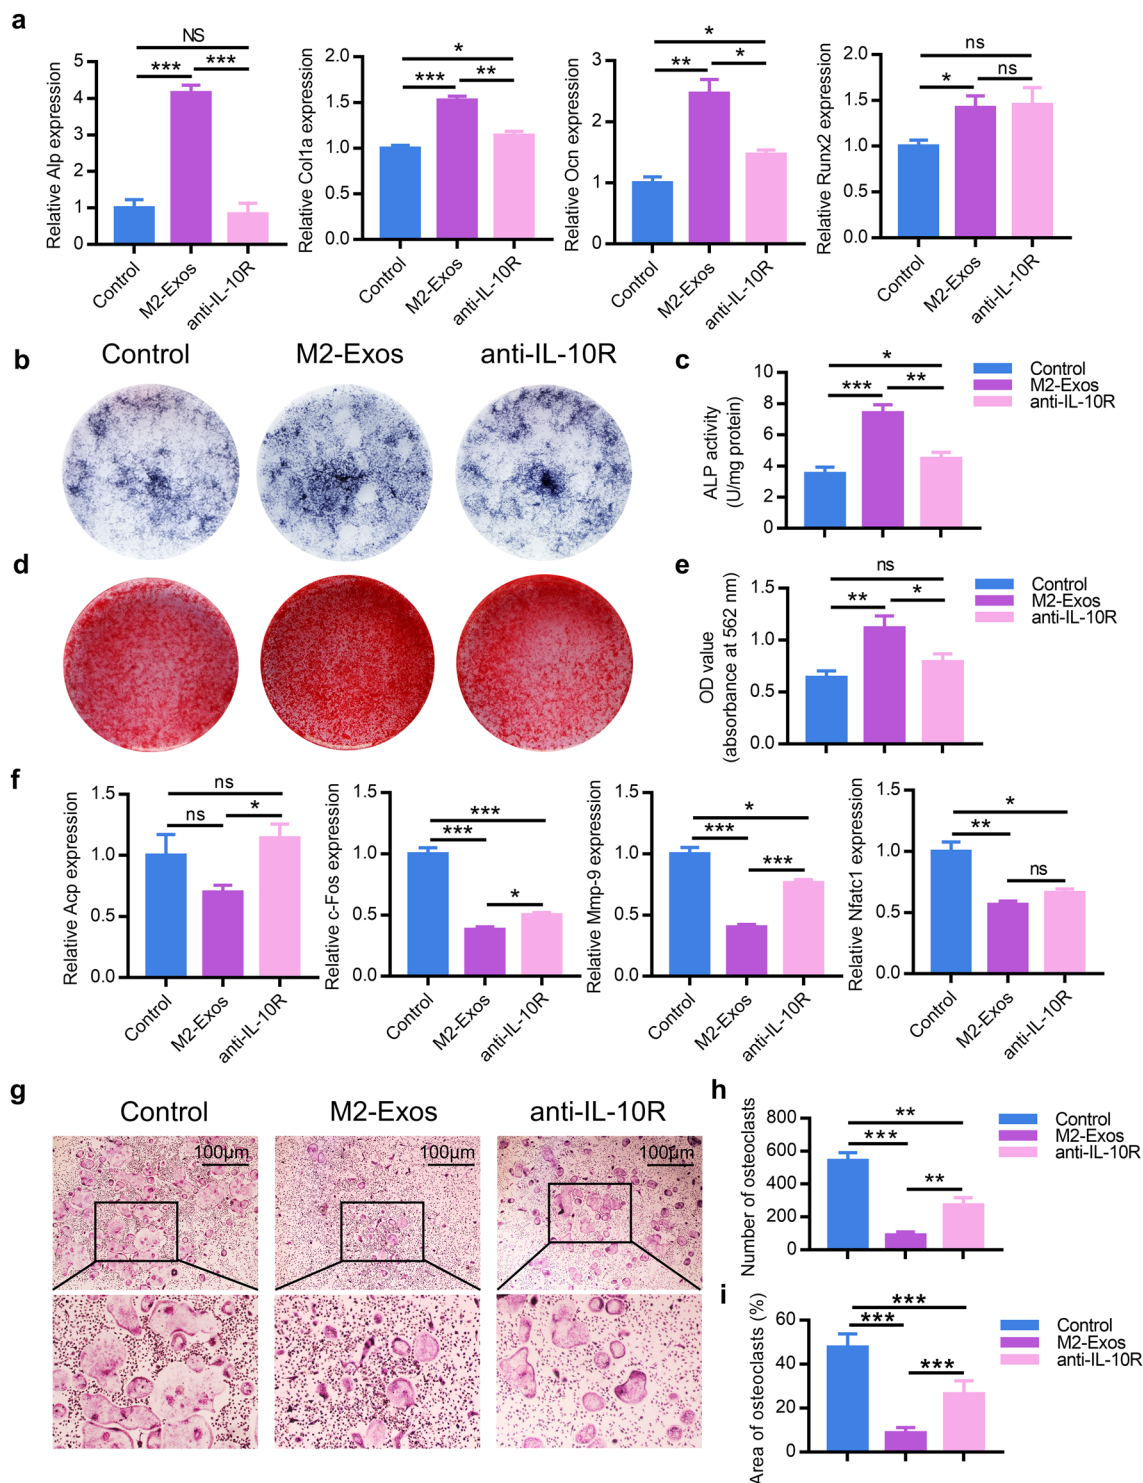 a
NS
*** ***
Relative Alp expression
5
4
3
2
1
0
Control
M2-Exos
anti-IL-10R
*
*** **
Relative Col1a expression
2.0
1.5
1.0
0.5
0.0
Control
M2-Exos
anti-IL-10R
*
** *
Relative Ocn expression
3
2
1
0
Control
M2-Exos
anti-IL-10R
ns
* ns
Relative Runx2 expression
2.0
1.5
1.0
0.5
0.0
Control
M2-Exos
anti-IL-10R
b
Control M2-Exos anti-IL-10R
c
*
*** **
ALP activity
(U/mg protein)
10
8
6
4
2
0
Control
M2-Exos
anti-IL-10R
d
e
ns
** *
OD value
(absorbance at 562 nm)
1.5
1.0
0.5
0.0
Control
M2-Exos
anti-IL-10R
f
ns
ns *
Relative Acp expression
1.5
1.0
0.5
0.0
Control
M2-Exos
anti-IL-10R
***
***
*
Relative c-Fos expression
1.5
1.0
0.5
0.0
Control
M2-Exos
anti-IL-10R
*
***
***
Relative Mmp-9 expression
1.5
1.0
0.5
0.0
Control
M2-Exos
anti-IL-10R
*
**
ns
Relative Nfatc1 expression
1.5
1.0
0.5
0.0
Control
M2-Exos
anti-IL-10R
g
Control M2-Exos anti-IL-10R
100µm 100µm 100µm
h
**
***
**
Number of osteoclasts
800
600
400
200
0
Control
M2-Exos
anti-IL-10R
i
***
***
***
Area of osteoclasts (%)
60
40
20
0
Control
M2-Exos
anti-IL-10R